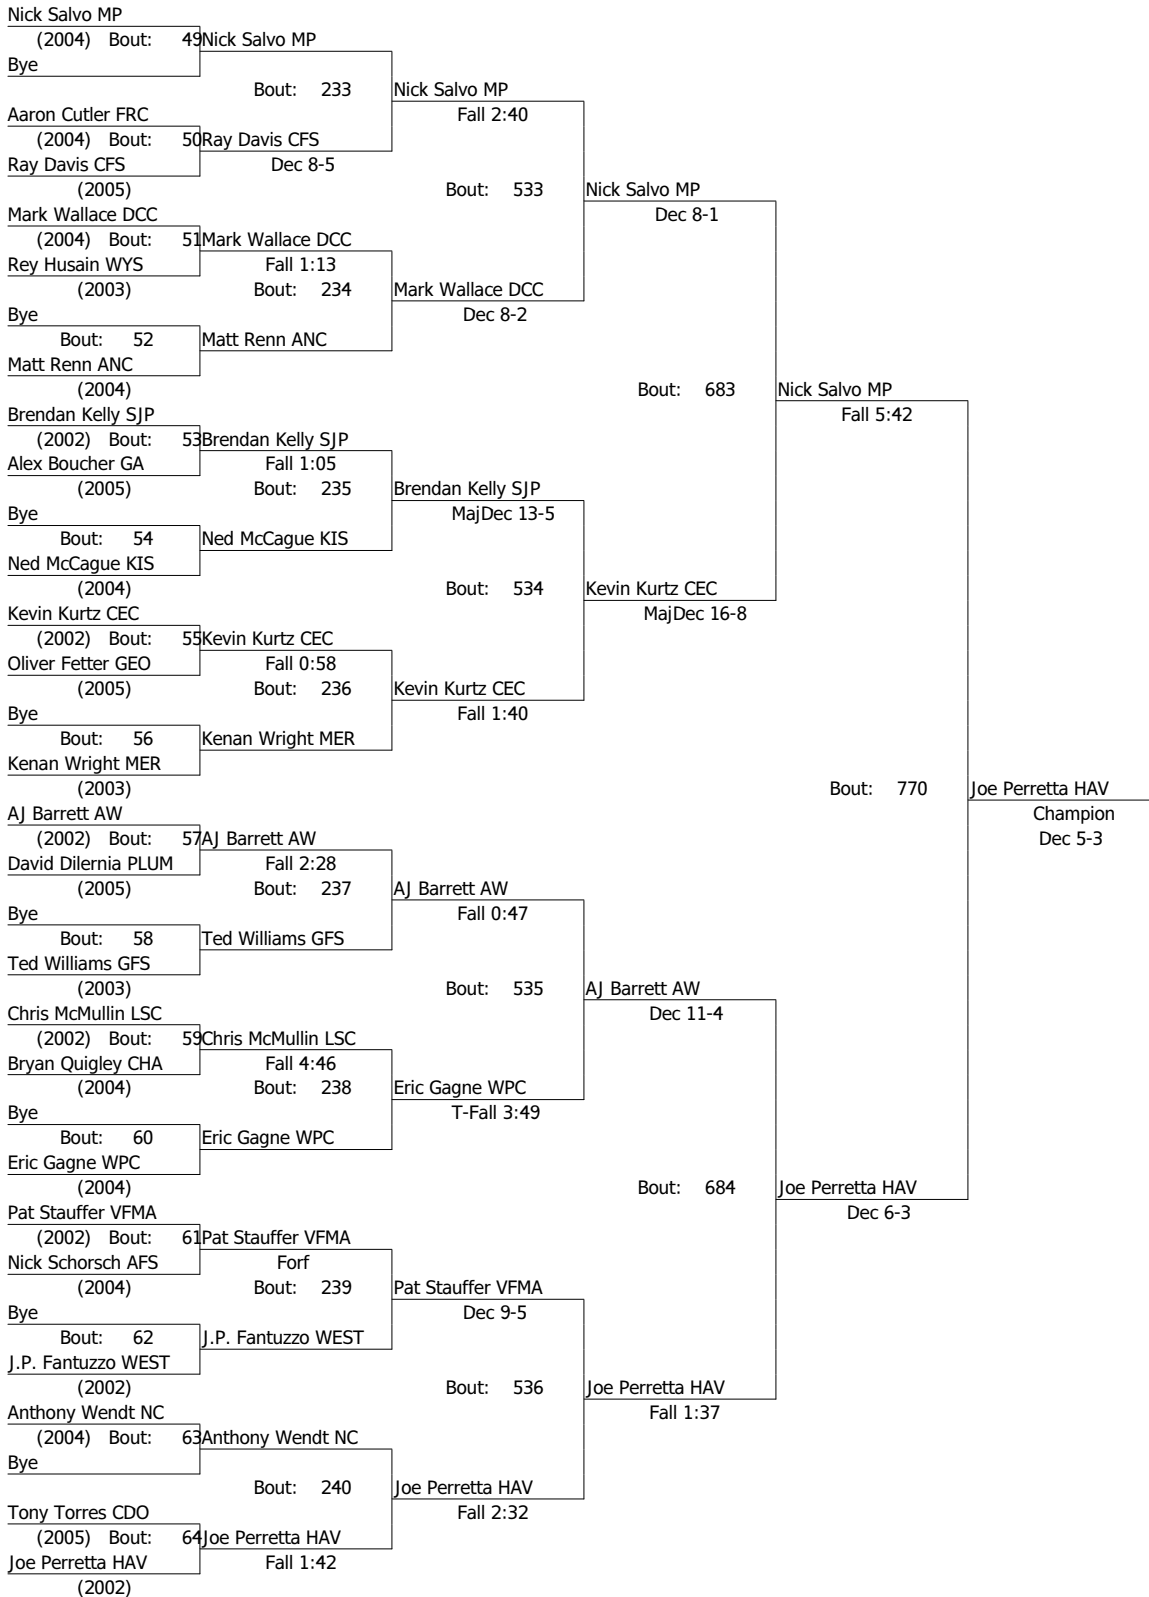 Nick Salvo MP
(2004) Bout: 49 Nick Salvo MP
Bye
Bout: 233 Nick Salvo MP
Aaron Cutler FRC Fall 2:40
(2004) Bout: 50 Ray Davis CFS
Ray Davis CFS Dec 8-5
(2005) Bout: 533 Nick Salvo MP
Mark Wallace DCC Dec 8-1
(2004) Bout: 51 Mark Wallace DCC
Rey Husain WYS Fall 1:13
(2003) Bout: 234 Mark Wallace DCC
Bye Dec 8-2
Bout: 52 Matt Renn ANC
Matt Renn ANC
(2004) Bout: 683 Nick Salvo MP
Brendan Kelly SJP Fall 5:42
(2002) Bout: 53 Brendan Kelly SJP
Alex Boucher GA Fall 1:05
(2005) Bout: 235 Brendan Kelly SJP
Bye MajDec 13-5
Bout: 54 Ned McCague KIS
Ned McCague KIS
(2004) Bout: 534 Kevin Kurtz CEC
Kevin Kurtz CEC MajDec 16-8
(2002) Bout: 55 Kevin Kurtz CEC
Oliver Fetter GEO Fall 0:58
(2005) Bout: 236 Kevin Kurtz CEC
Bye Fall 1:40
Bout: 56 Kenan Wright MER
Kenan Wright MER
(2003) Bout: 770 Joe Perretta HAV
AJ Barrett AW Champion
(2002) Bout: 57 AJ Barrett AW Dec 5-3
David Dilernia PLUM Fall 2:28
(2005) Bout: 237 AJ Barrett AW
Bye Fall 0:47
Bout: 58 Ted Williams GFS
Ted Williams GFS
(2003) Bout: 535 AJ Barrett AW
Chris McMullin LSC Dec 11-4
(2002) Bout: 59 Chris McMullin LSC
Bryan Quigley CHA Fall 4:46
(2004) Bout: 238 Eric Gagne WPC
Bye T-Fall 3:49
Bout: 60 Eric Gagne WPC
Eric Gagne WPC
(2004) Bout: 684 Joe Perretta HAV
Pat Stauffer VFMA Dec 6-3
(2002) Bout: 61 Pat Stauffer VFMA
Nick Schorsch AFS Forf
(2004) Bout: 239 Pat Stauffer VFMA
Bye Dec 9-5
Bout: 62 J.P. Fantuzzo WEST
J.P. Fantuzzo WEST
(2002) Bout: 536 Joe Perretta HAV
Anthony Wendt NC Fall 1:37
(2004) Bout: 63 Anthony Wendt NC
Bye
Bout: 240 Joe Perretta HAV
Tony Torres CDO Fall 2:32
(2005) Bout: 64 Joe Perretta HAV
Joe Perretta HAV Fall 1:42
(2002)